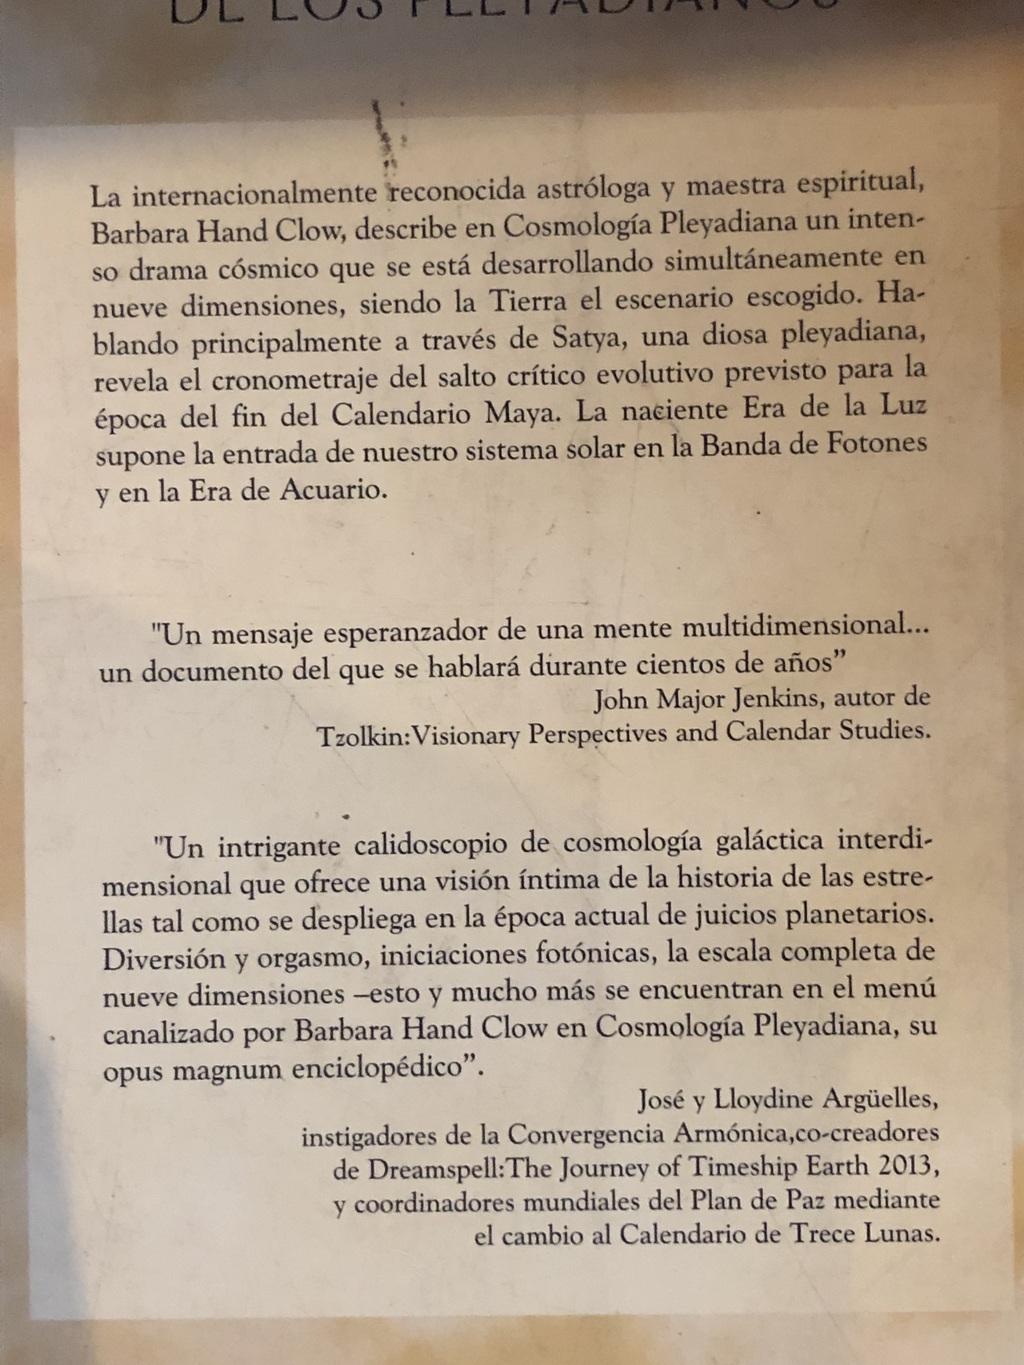 DE LOS PLEYADIANOS
La internacionalmente reconocida astróloga y maestra espiritual,
Barbara Hand Clow, describe en Cosmología Pleyadiana un inten-
so drama cósmico que se está desarrollando simultáneamente en
nueve dimensiones, siendo la Tierra el escenario escogido. Ha-
blando principalmente a través de Satya, una diosa pleyadiana,
revela el cronometraje del salto crítico evolutivo previsto para la
época del fin del Calendario Maya. La naciente Era de la Luz
supone la entrada de nuestro sistema solar en la Banda de Fotones
y en la Era de Acuario.
"Un mensaje esperanzador de una mente multidimensional...
un documento del que se hablará durante cientos de años”
John Major Jenkins, autor de
Tzolkin:Visionary Perspectives and Calendar Studies.
"Un intrigante calidoscopio de cosmología galáctica interdi-
mensional que ofrece una visión íntima de la historia de las estre-
llas tal como se despliega en la época actual de juicios planetarios.
Diversión y orgasmo, iniciaciones fotónicas, la escala completa de
nueve dimensiones –esto y mucho más se encuentran en el menú
canalizado por Barbara Hand Clow en Cosmología Pleyadiana, su
opus magnum enciclopédico”.
José y Lloydine Argüelles,
instigadores de la Convergencia Armónica,co-creadores
de Dreamspell:The Journey of Timeship Earth 2013,
y coordinadores mundiales del Plan de Paz mediante
el cambio al Calendario de Trece Lunas.